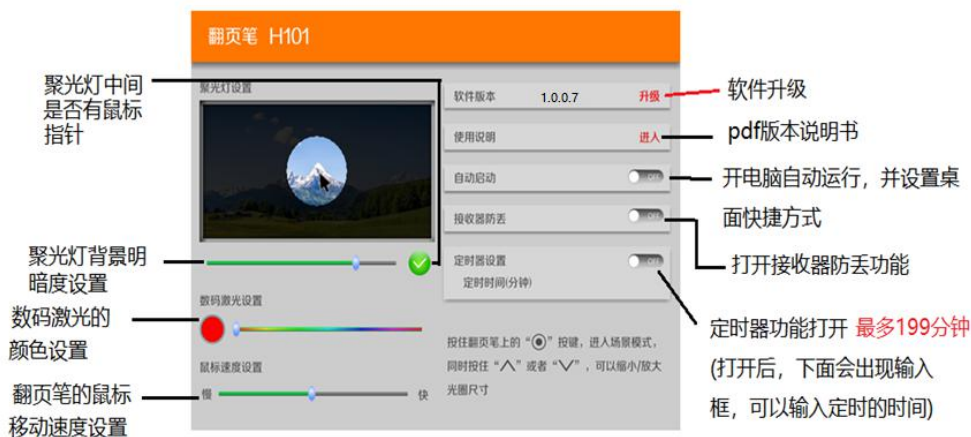 翻页笔 H101
聚光灯中间
是否有鼠标
指针
聚光灯设置
聚光灯背景明
暗度设置
数码激光设置
数码激光的
颜色设置
鼠标速度设置
慢
快
翻页笔的鼠标
移动速度设置
软件版本 1.0.0.7 升级
软件升级
使用说明 进入
pdf版本说明书
自动启动 OFF
开电脑自动运行，并设置桌
面快捷方式
接收器防丢 OFF
打开接收器防丢功能
定时器设置 OFF
定时时间(分钟)
定时器功能打开 最多199分钟
(打开后，下面会出现输入
框，可以输入定时的时间)
按住翻页笔上的“◉”按键，进入场景模式，
同时按住“∧”或者“∨”，可以缩小/放大
光圈尺寸